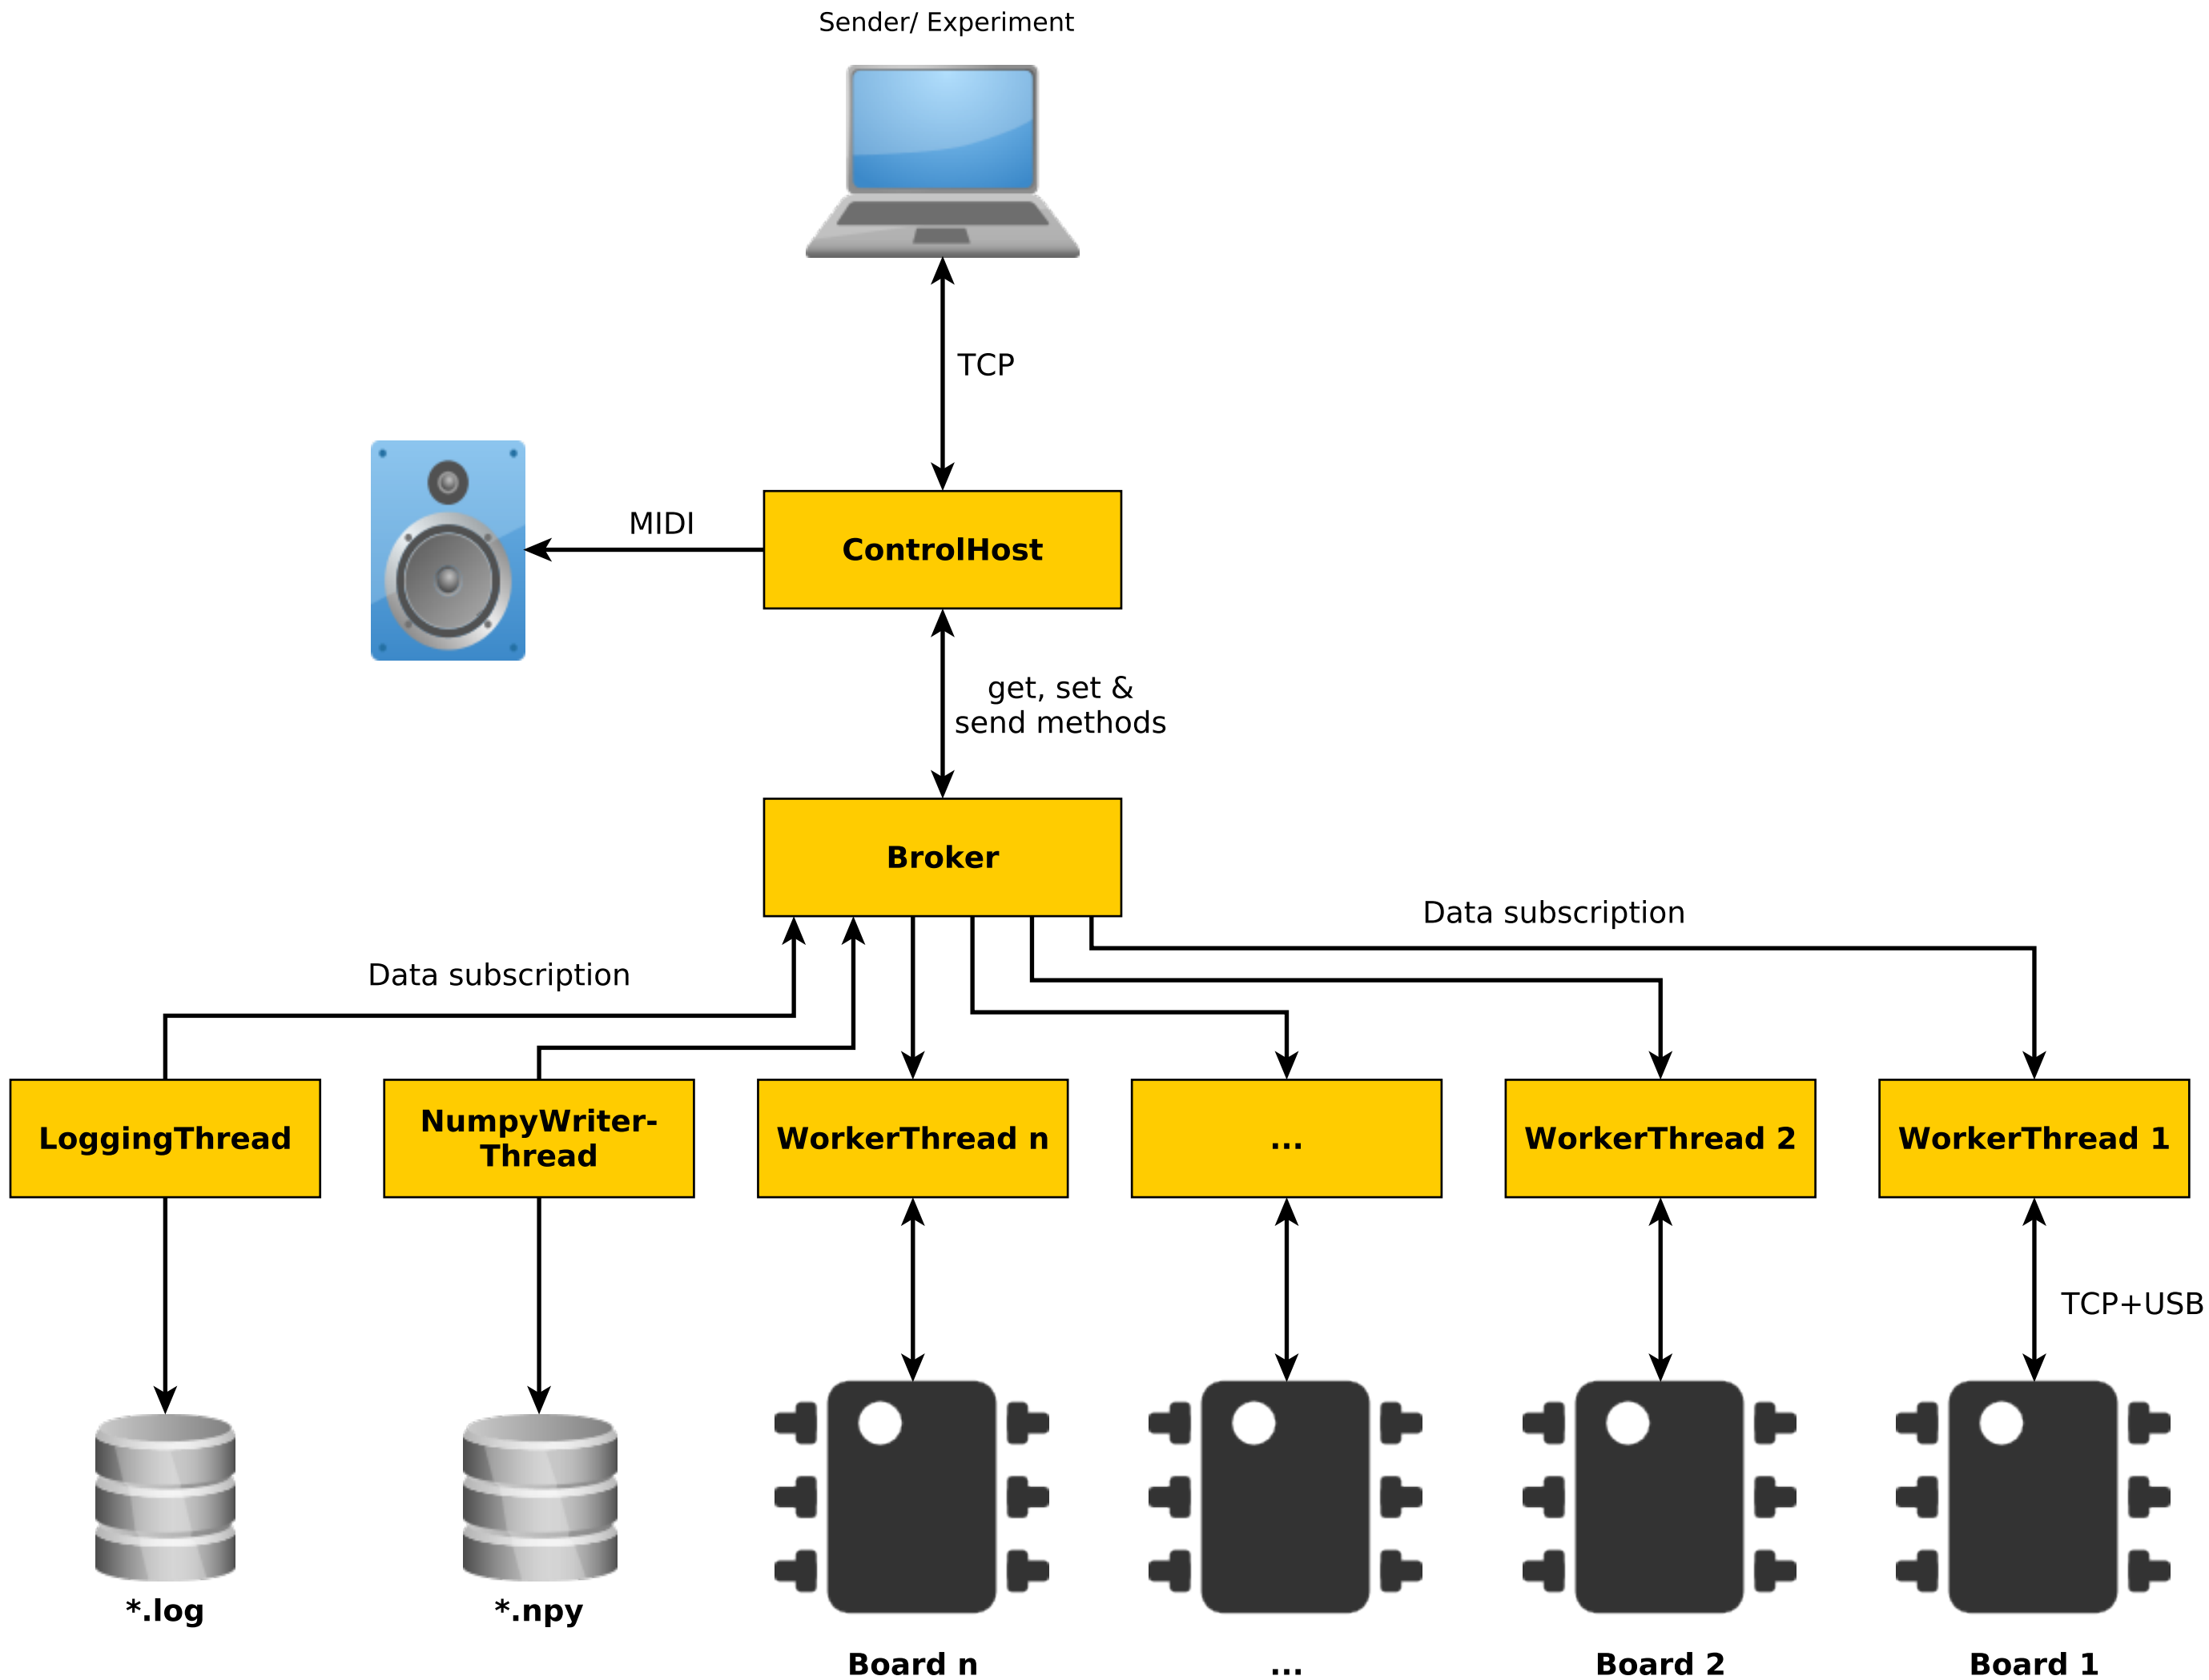 Sender/ Experiment
TCP
MIDI
ControlHost
get, set &
send methods
Broker
Data subscription
Data subscription
LoggingThread
NumpyWriter-
Thread
WorkerThread n
...
WorkerThread 2
WorkerThread 1
TCP+USB
*.log
*.npy
Board n
...
Board 2
Board 1